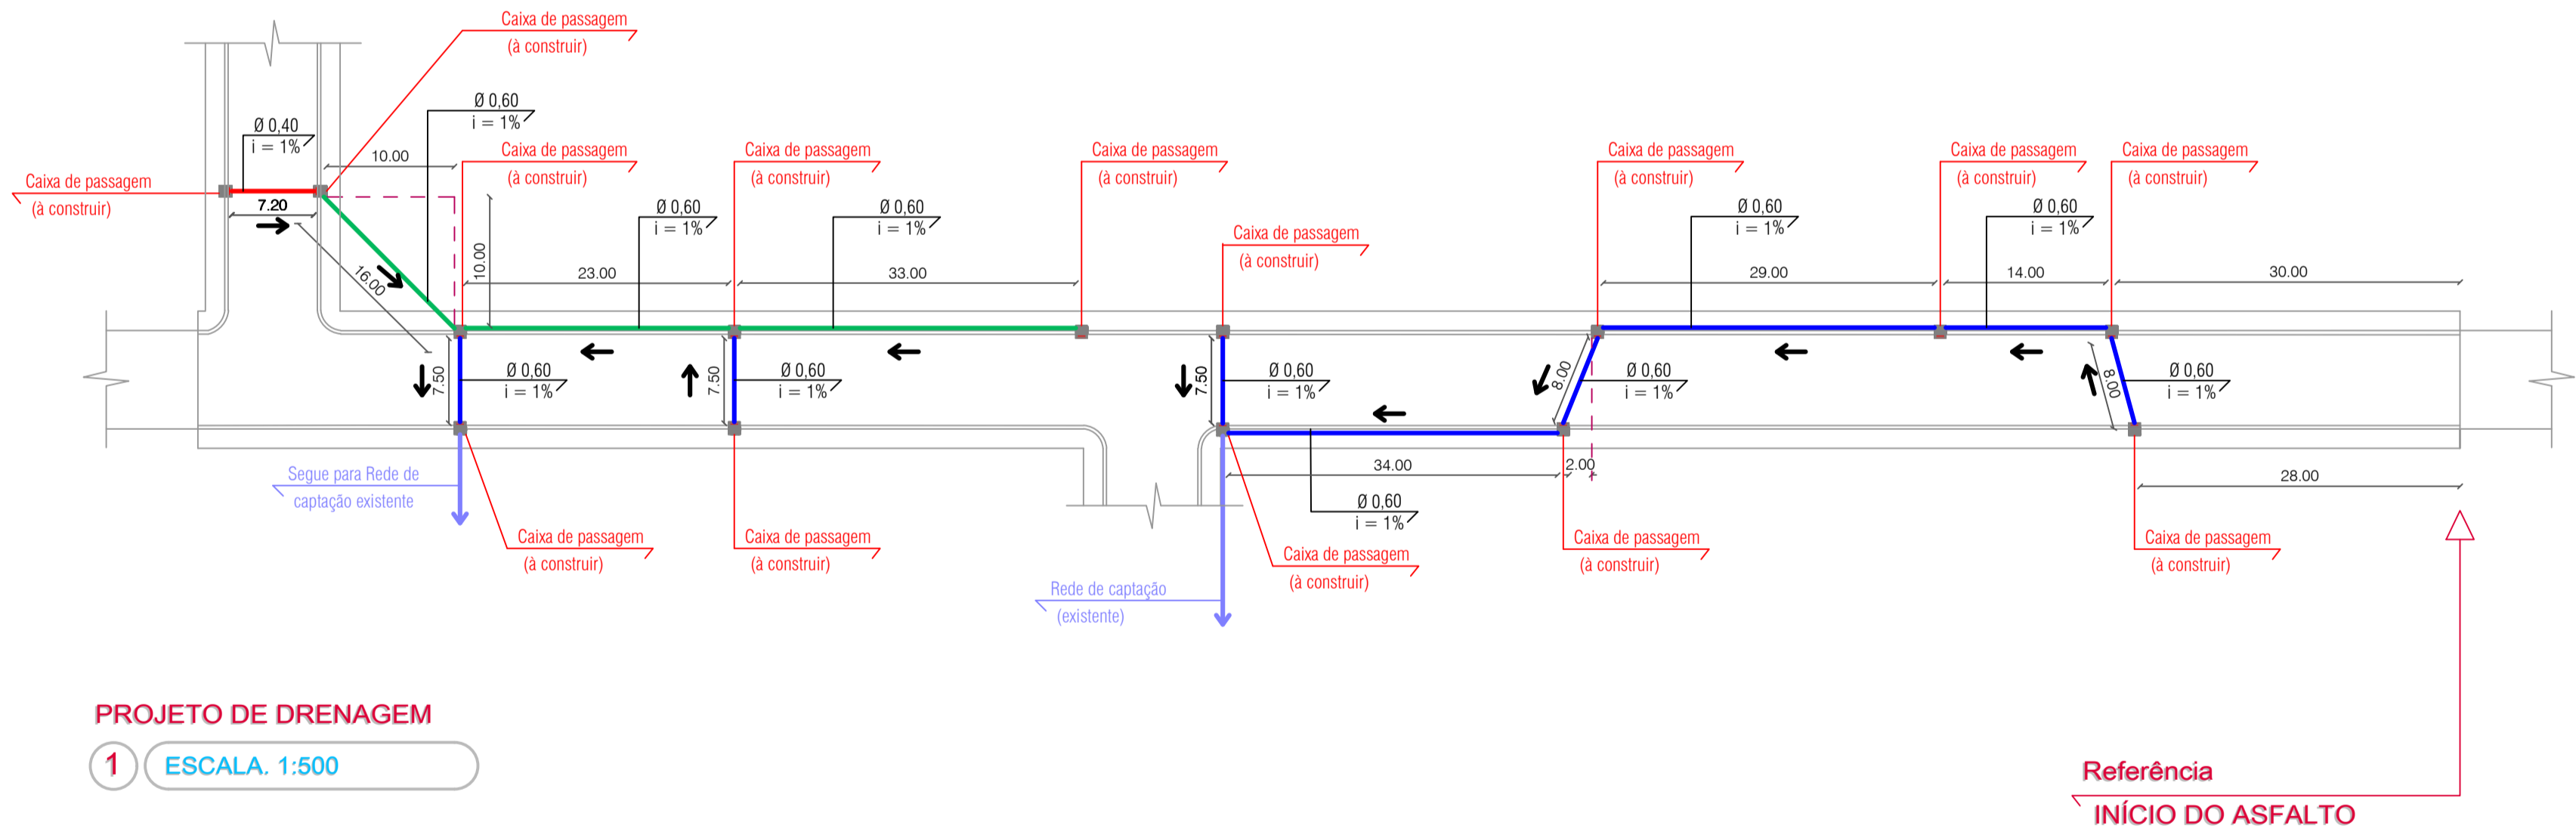 Caixa de passagem
(à construir)
Ø 0,60
i = 1%
Ø 0,40
i = 1%
10.00
Caixa de passagem
(à construir)
Caixa de passagem
(à construir)
Caixa de passagem
(à construir)
Caixa de passagem
(à construir)
Caixa de passagem
(à construir)
Caixa de passagem
(à construir)
Caixa de passagem
(à construir)
7.20
Ø 0,60
i = 1%
Ø 0,60
i = 1%
Ø 0,60
i = 1%
Ø 0,60
i = 1%
Caixa de passagem
(à construir)
16.00
10.00
23.00
33.00
29.00
14.00
30.00
7.50
Ø 0,60
i = 1%
7.50
Ø 0,60
i = 1%
7.50
Ø 0,60
i = 1%
8.00
Ø 0,60
i = 1%
8.00
Ø 0,60
i = 1%
Segue para Rede de
captação existente
34.00
2.00
28.00
Ø 0,60
i = 1%
Caixa de passagem
(à construir)
Caixa de passagem
(à construir)
Caixa de passagem
(à construir)
Caixa de passagem
(à construir)
Caixa de passagem
(à construir)
Rede de captação
(existente)
PROJETO DE DRENAGEM
1
ESCALA. 1:500
Referência
INÍCIO DO ASFALTO